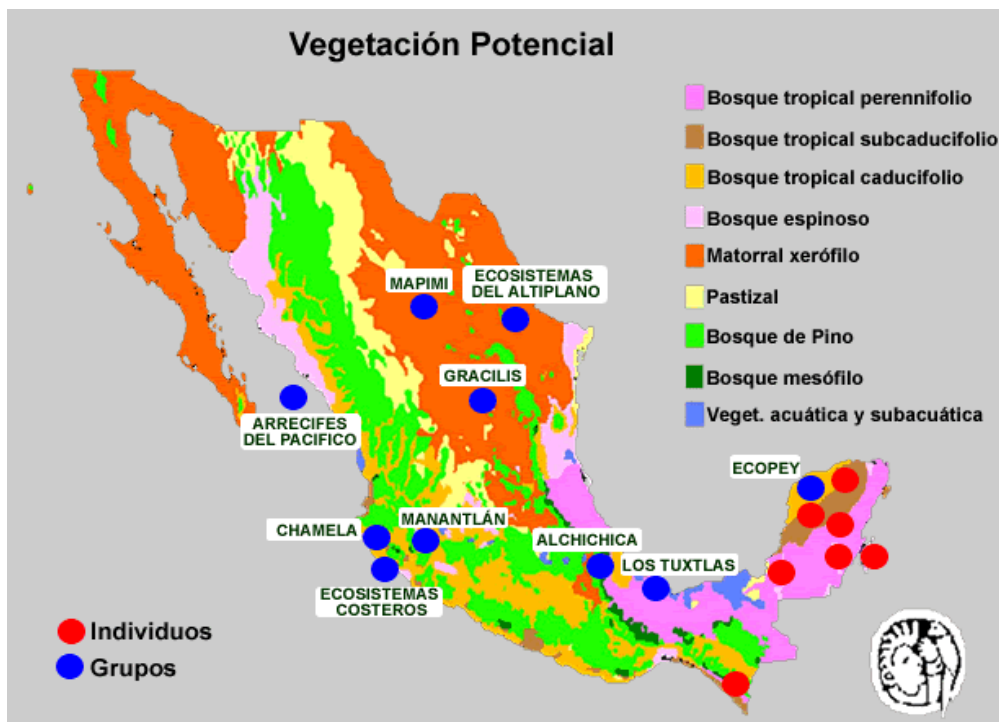 Vegetación Potencial
Bosque tropical perennifolio
Bosque tropical subcaducifolio
Bosque tropical caducifolio
Bosque espinoso
Matorral xerófilo
Pastizal
Bosque de Pino
Bosque mesófilo
Veget. acuática y subacuática
MAPIMI
ECOSISTEMAS
DEL ALTIPLANO
GRACILIS
ARRECIFES
DEL PACIFICO
ECOPEY
CHAMELA
MANANTLÁN
ALCHICHICA
LOS TUXTLAS
ECOSISTEMAS
COSTEROS
Individuos
Grupos